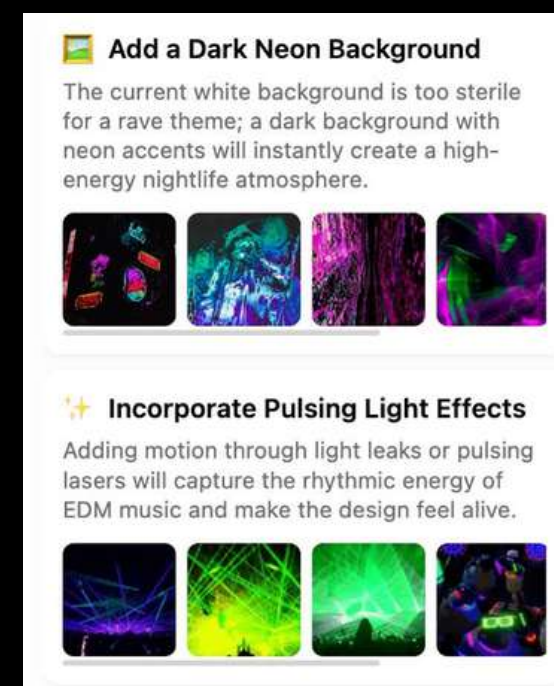 Add a Dark Neon Background
The current white background is too sterile
for a rave theme; a dark background with
neon accents will instantly create a high-
energy nightlife atmosphere.
Incorporate Pulsing Light Effects
Adding motion through light leaks or pulsing
lasers will capture the rhythmic energy of
EDM music and make the design feel alive.